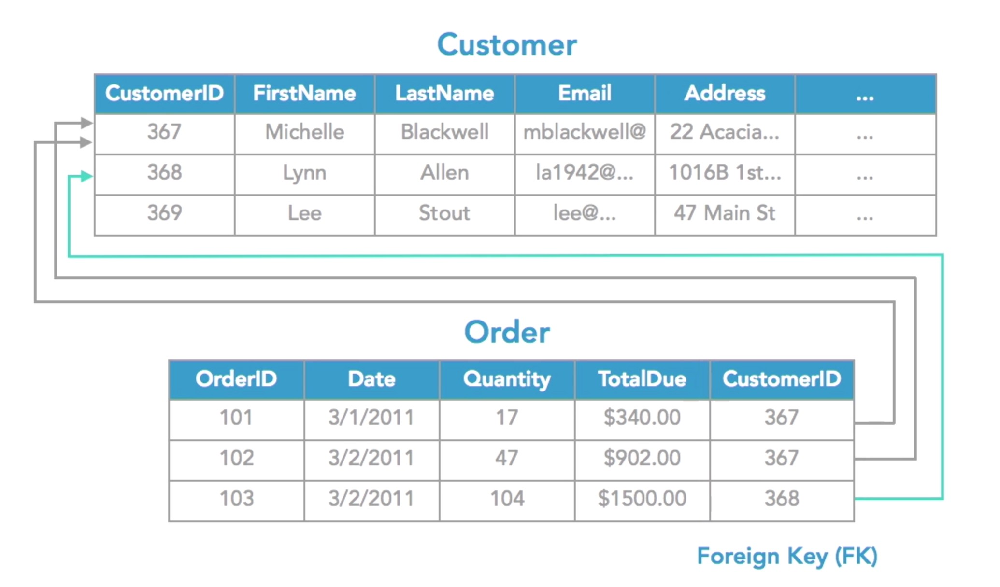 Customer
CustomerID FirstName LastName Email Address ...
367 Michelle Blackwell mblackwell@ 22 Acacia... ...
368 Lynn Allen la1942@... 1016B 1st... ...
369 Lee Stout lee@... 47 Main St ...
Order
OrderID Date Quantity TotalDue CustomerID
101 3/1/2011 17 $340.00 367
102 3/2/2011 47 $902.00 367
103 3/2/2011 104 $1500.00 368
Foreign Key (FK)